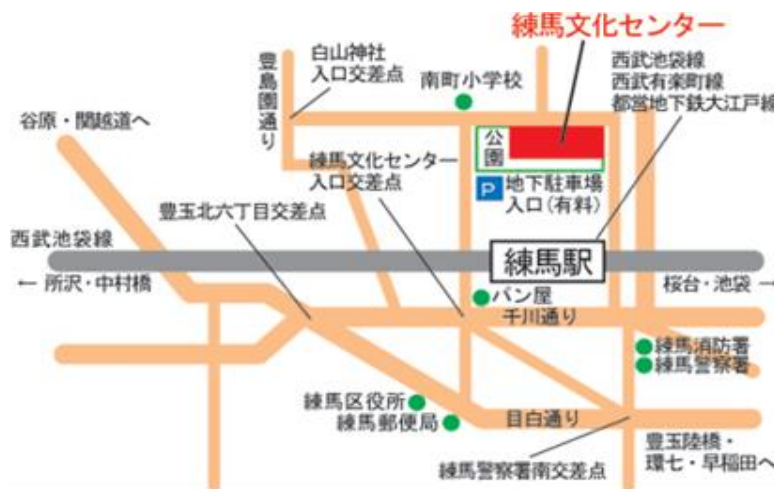 練馬文化センター
白山神社
入口交差点
豊島園通り
南町小学校
西武池袋線
西武有楽町線
都営地下鉄大江戸線
谷原・関越道へ
公園
練馬文化センター
入口交差点
P 地下駐車場
入口(有料)
豊玉北六丁目交差点
西武池袋線
練馬駅
← 所沢・中村橋
桜台・池袋 →
パン屋
千川通り
練馬消防署
練馬警察署
練馬区役所
練馬郵便局
目白通り
豊玉陸橋・
環七・早稲田へ
練馬警察署南交差点